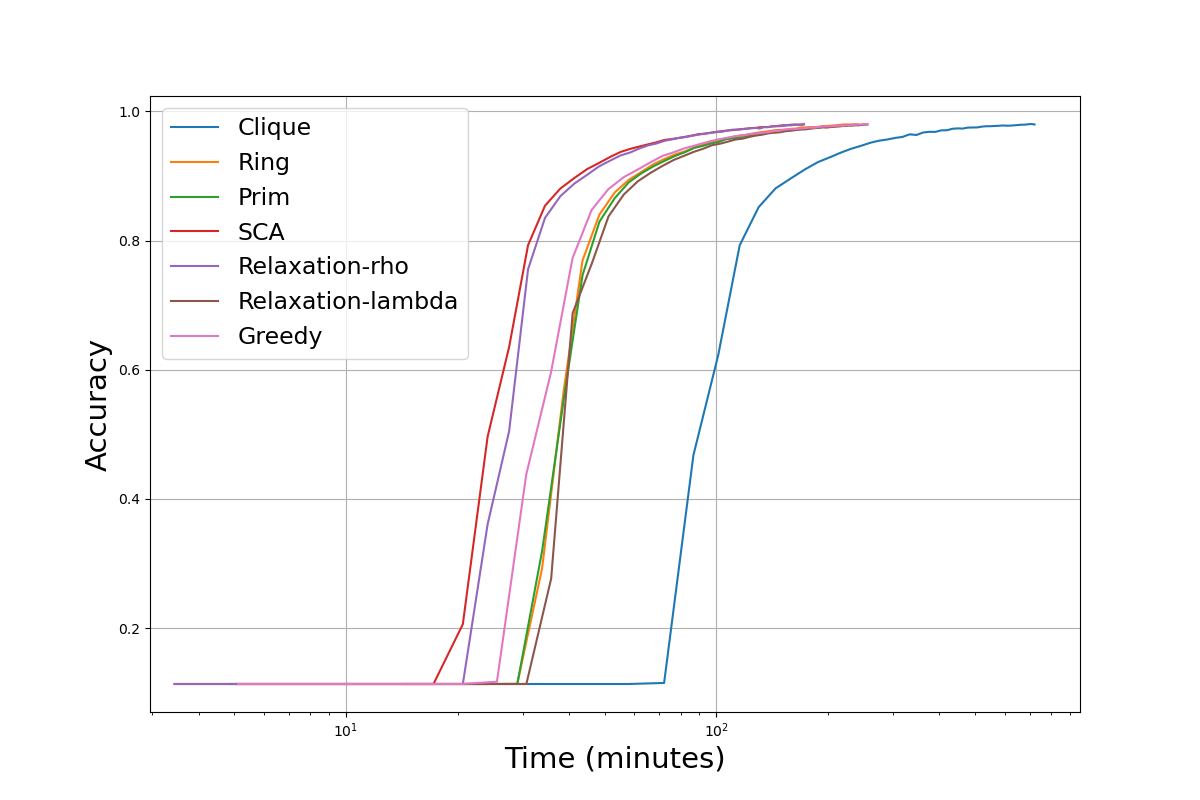 1.0
0.8
0.6
0.4
0.2
Accuracy
Clique
Ring
Prim
SCA
Relaxation-rho
Relaxation-lambda
Greedy
10¹
10²
Time (minutes)